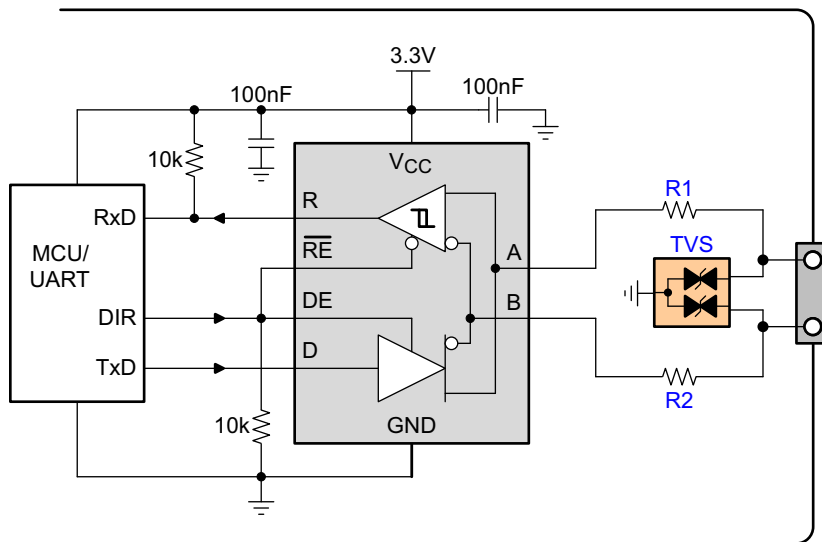 3.3V
100nF
100nF
10k
VCC
R1
RxD
R
TVS
RE
A
MCU/
UART
DE
B
DIR
D
TxD
R2
10k
GND